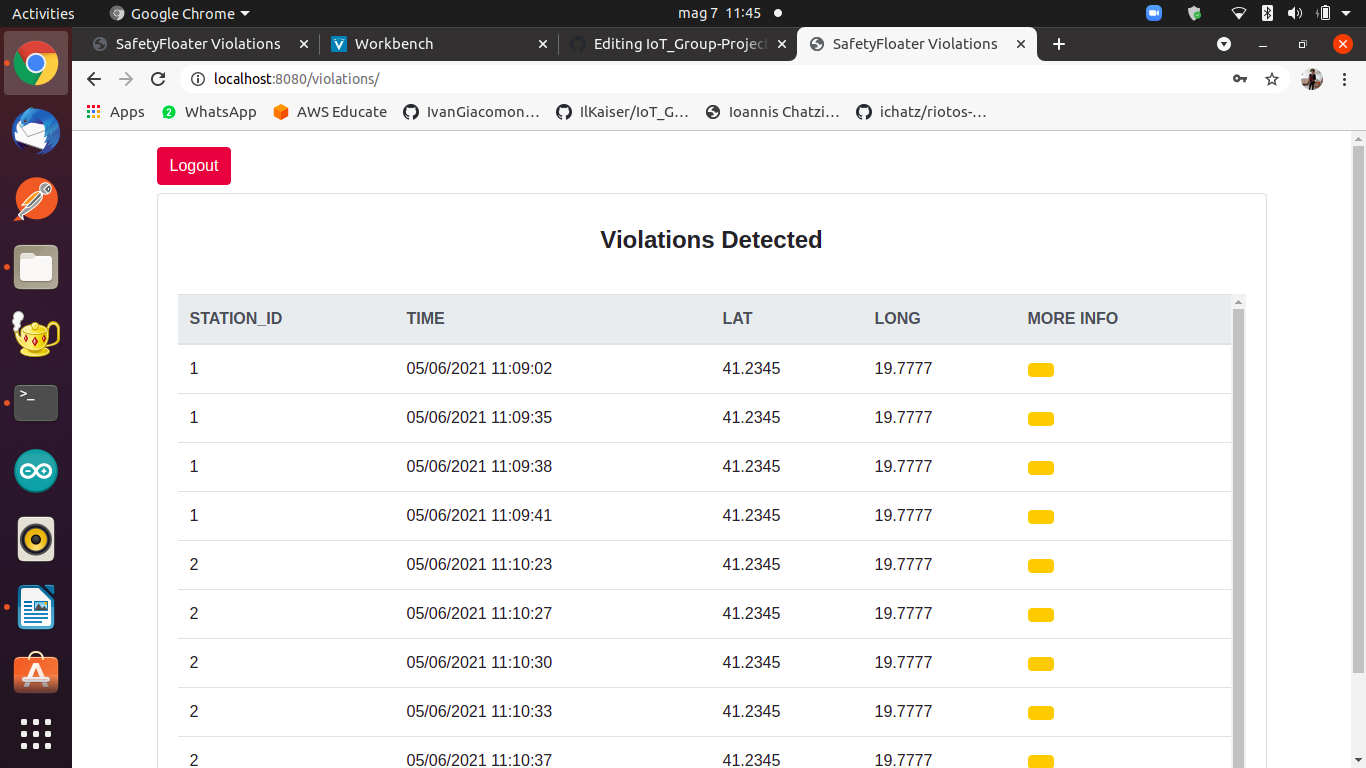 Activities Google Chrome mag 7 11:45
SafetyFloater Violations Workbench Editing IoT_Group-Projec SafetyFloater Violations
localhost:8080/violations/
Apps 2 WhatsApp AWS Educate IvanGiacomon... IlKaiser/IoT_G... Ioannis Chatzi... ichatz/riotos-...
Logout
Violations Detected
STATION_ID TIME LAT LONG MORE INFO
1 05/06/2021 11:09:02 41.2345 19.7777
1 05/06/2021 11:09:35 41.2345 19.7777
1 05/06/2021 11:09:38 41.2345 19.7777
1 05/06/2021 11:09:41 41.2345 19.7777
2 05/06/2021 11:10:23 41.2345 19.7777
2 05/06/2021 11:10:27 41.2345 19.7777
2 05/06/2021 11:10:30 41.2345 19.7777
2 05/06/2021 11:10:33 41.2345 19.7777
2 05/06/2021 11:10:37 41.2345 19.7777